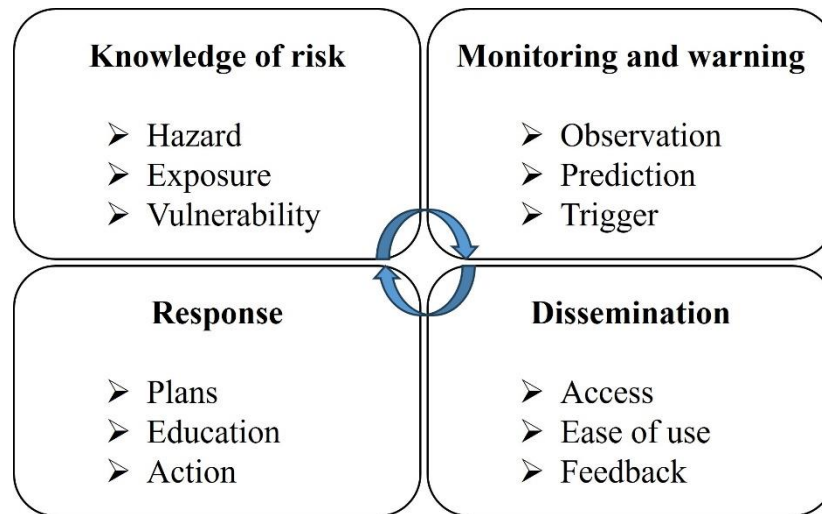 Knowledge of risk
➢ Hazard
➢ Exposure
➢ Vulnerability
Monitoring and warning
➢ Observation
➢ Prediction
➢ Trigger
Response
➢ Plans
➢ Education
➢ Action
Dissemination
➢ Access
➢ Ease of use
➢ Feedback